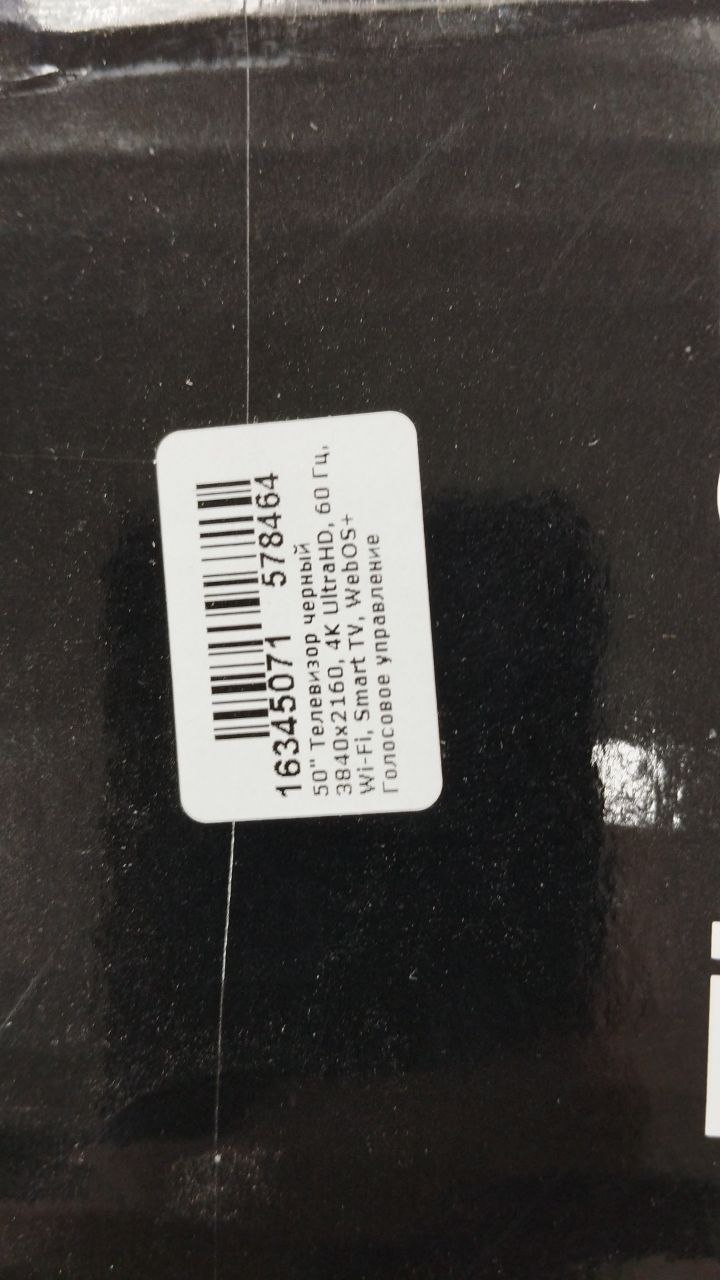 16345071 578464
50" Телевизор черный
3840x2160, 4K UltraHD, 60 Гц,
Wi-Fi, Smart TV, WebOS+
Голосовое управление